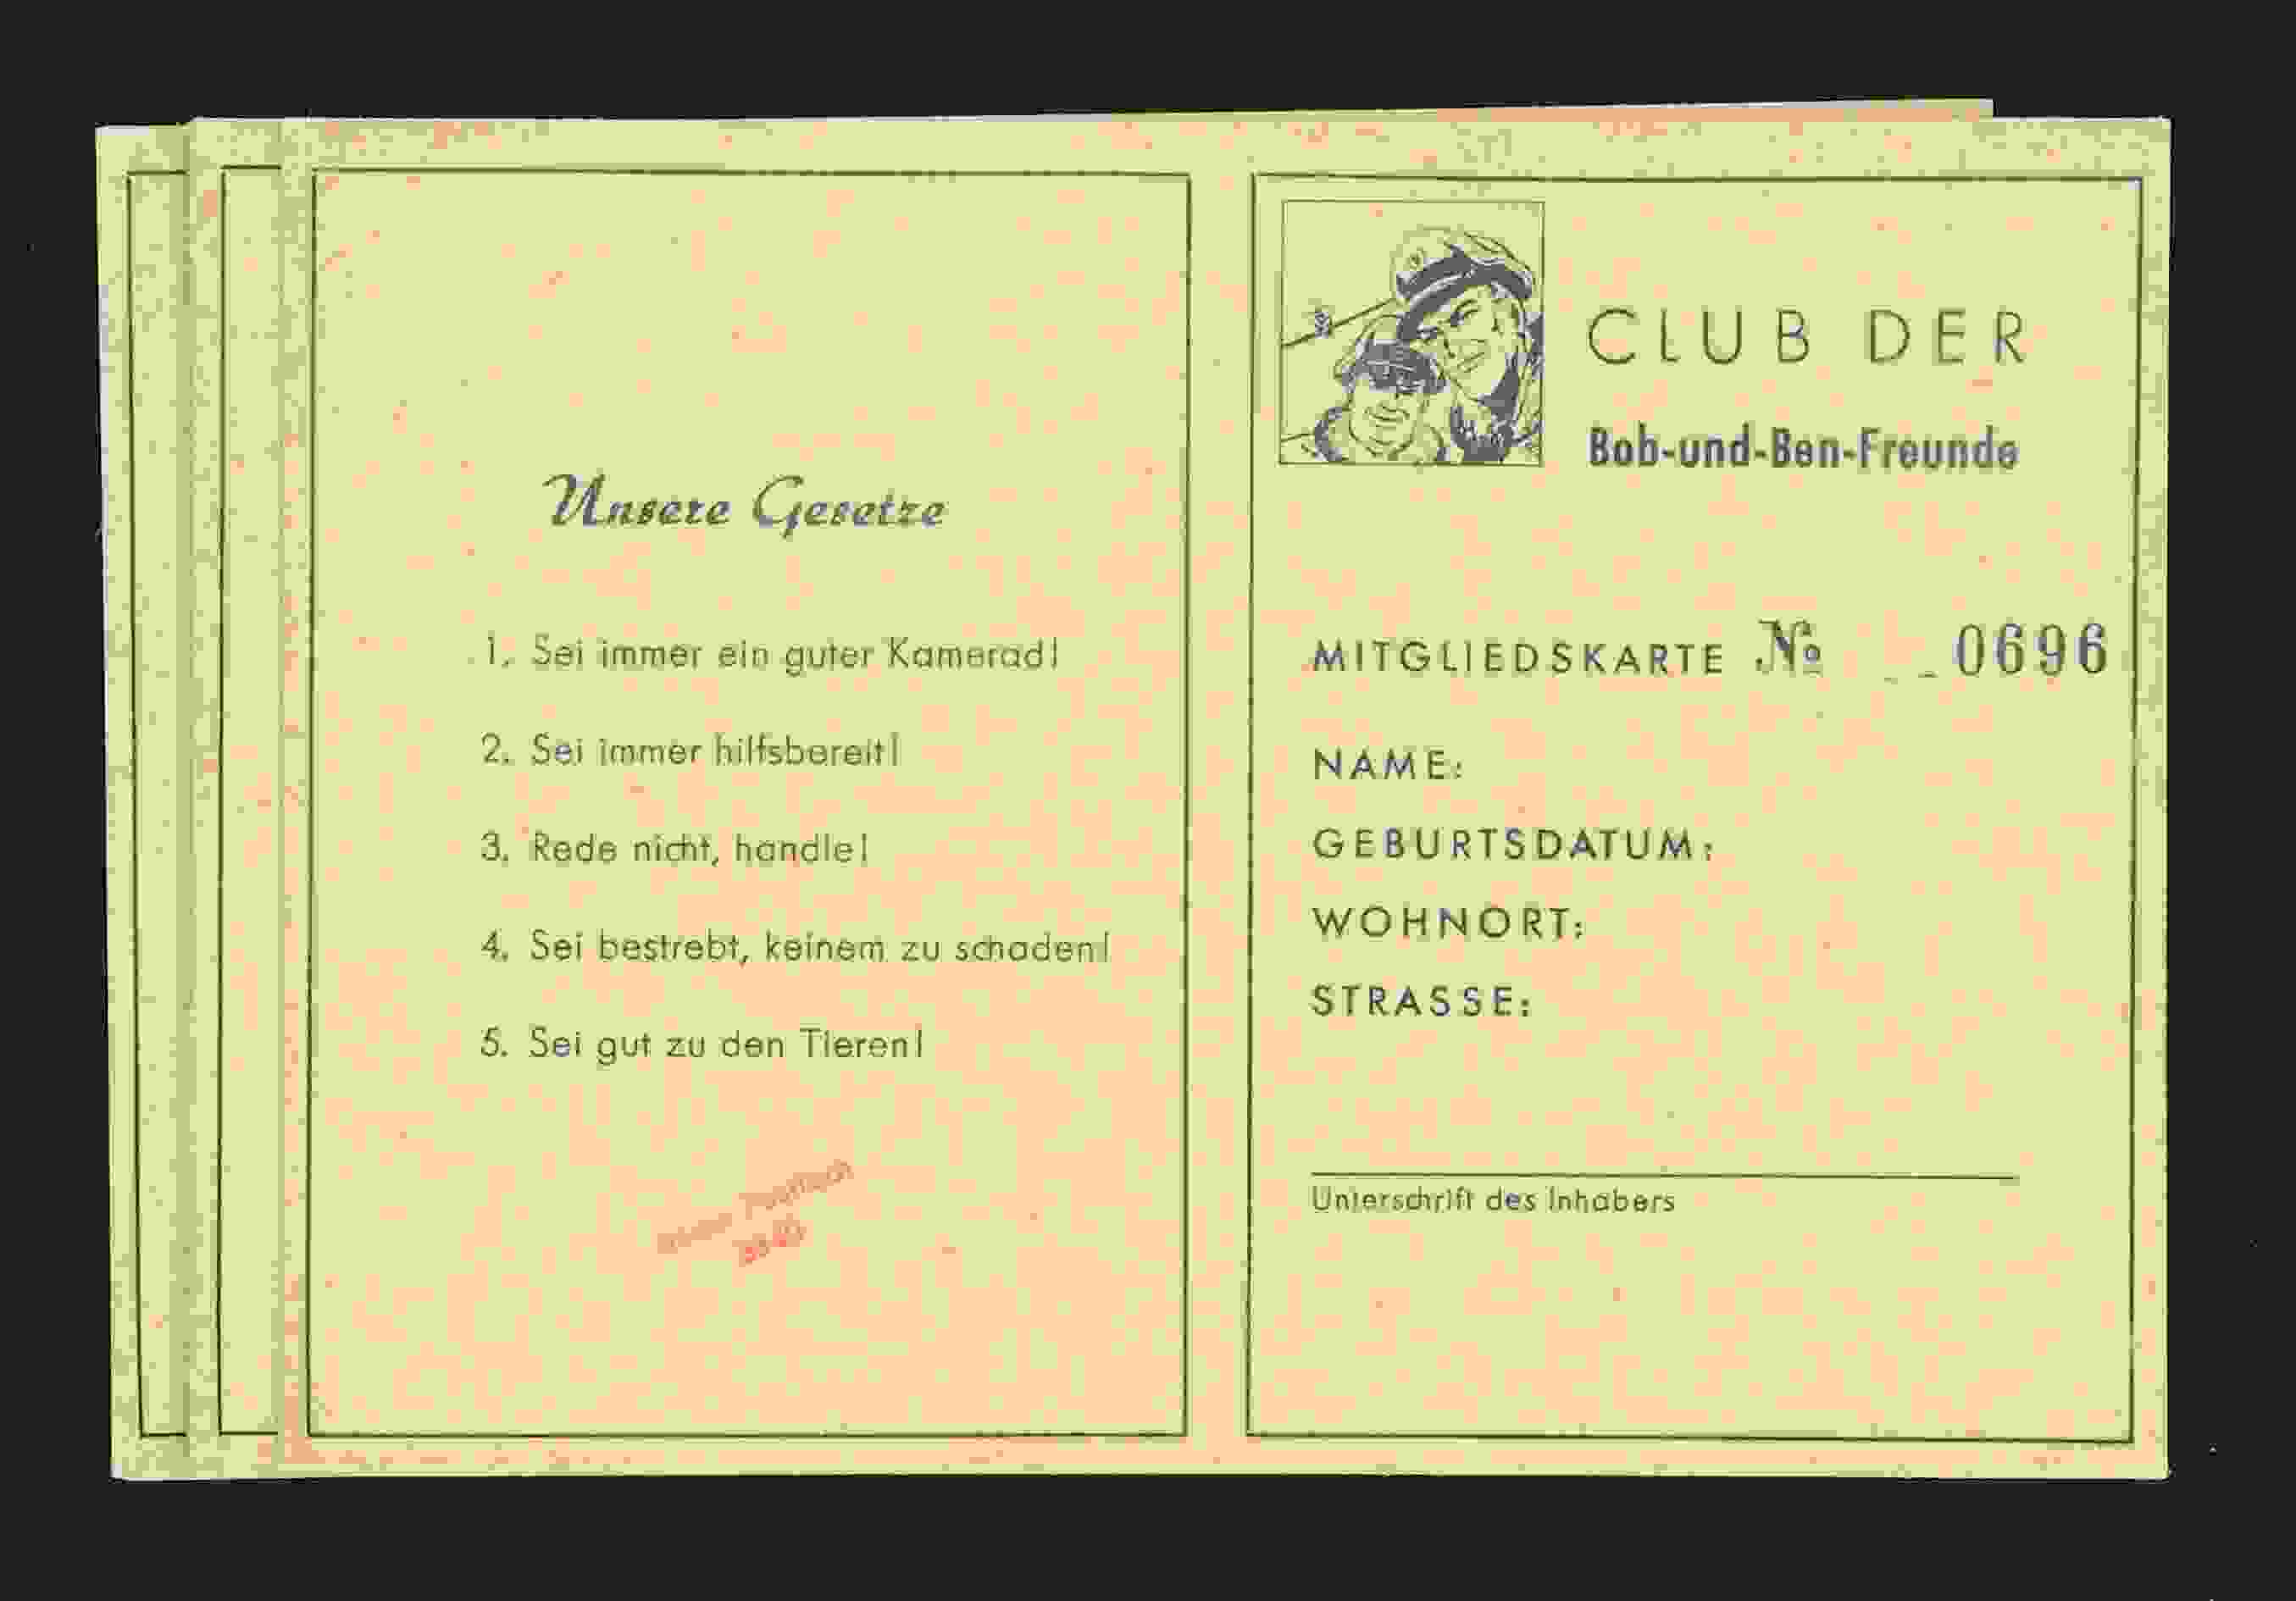 Unsere Gesetze
1. Sei immer ein guter Kamerad!
2. Sei immer hilfsbereit!
3. Rede nicht, handle!
4. Sei bestrebt, keinem zu schaden!
5. Sei gut zu den Tieren!
CLUB DER
Bob-und-Ben-Freunde
MITGLIEDSKARTE № 0696
NAME:
GEBURTSDATUM:
WOHNORT:
STRASSE:
Unterschrift des Inhabers